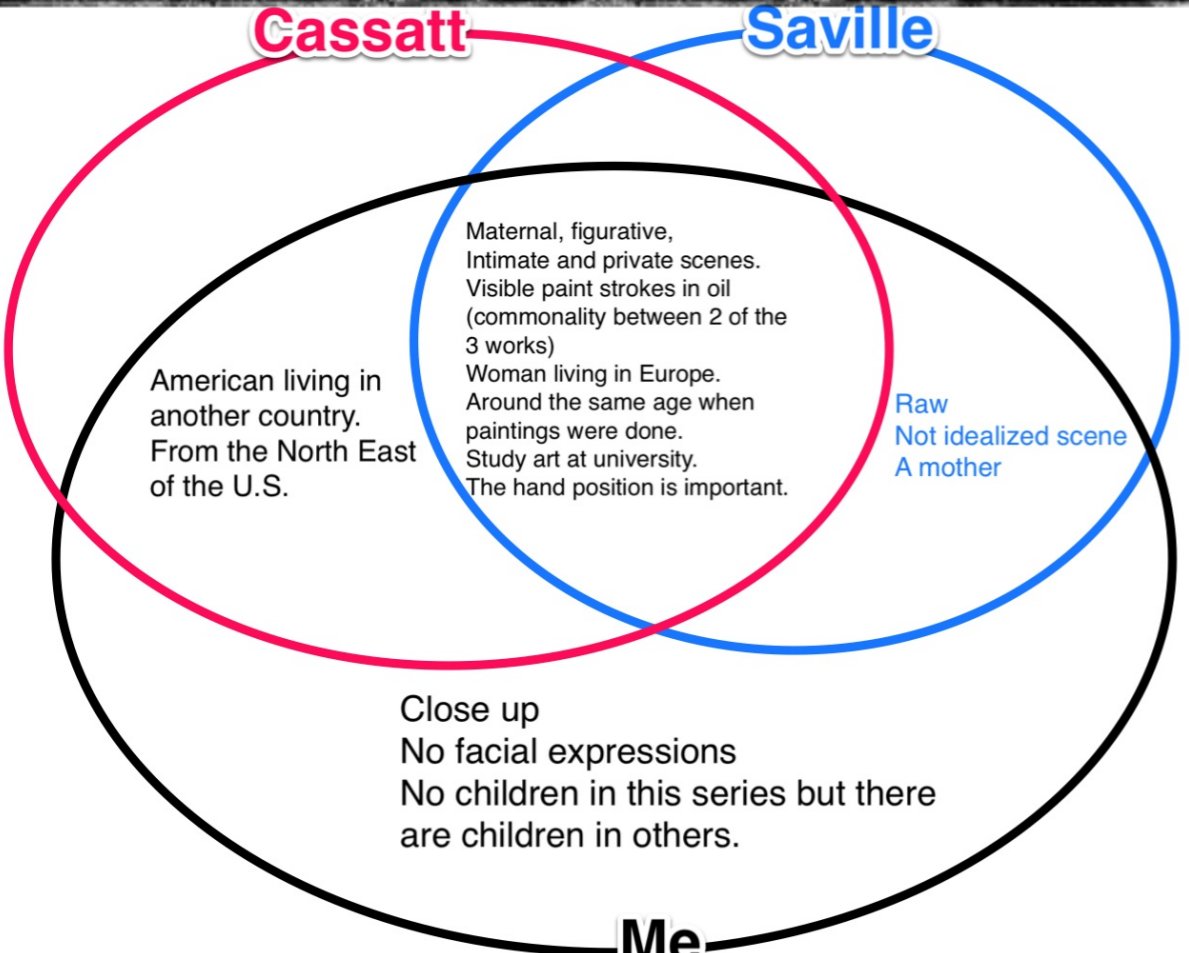 Cassatt
Saville
Maternal, figurative,
Intimate and private scenes.
Visible paint strokes in oil
(commonality between 2 of the
3 works)
Woman living in Europe.
Around the same age when
paintings were done.
Study art at university.
The hand position is important.
American living in
another country.
From the North East
of the U.S.
Raw
Not idealized scene
A mother
Close up
No facial expressions
No children in this series but there
are children in others.
Me